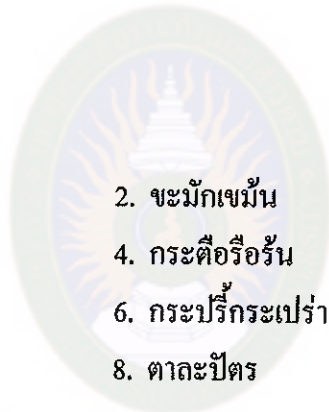 2. ขะมักเขม้น
4. กระตือรือร้น
6. กระปรี้กระเปร่า
8. ตาละปัตร